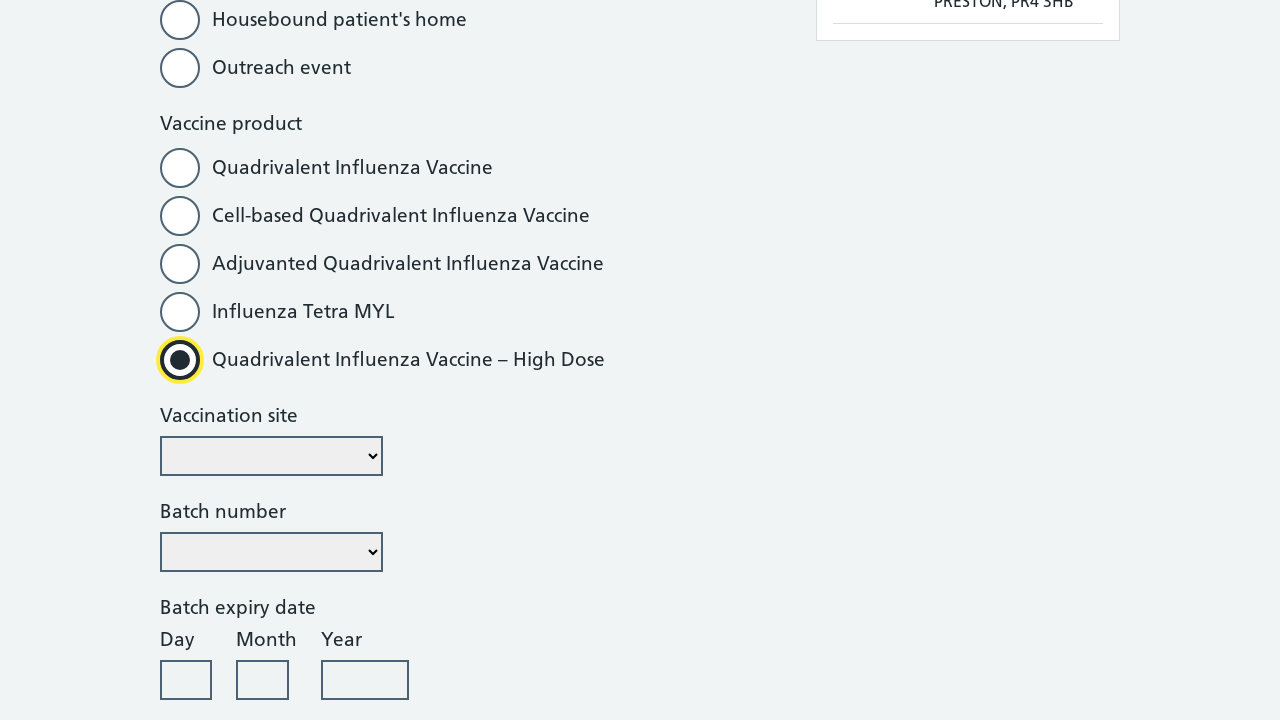 Housebound patient's home
PRESTON, PR4 3HB
Outreach event
Vaccine product
Quadrivalent Influenza Vaccine
Cell-based Quadrivalent Influenza Vaccine
Adjuvanted Quadrivalent Influenza Vaccine
Influenza Tetra MYL
Quadrivalent Influenza Vaccine – High Dose
Vaccination site
Batch number
Batch expiry date
Day Month Year